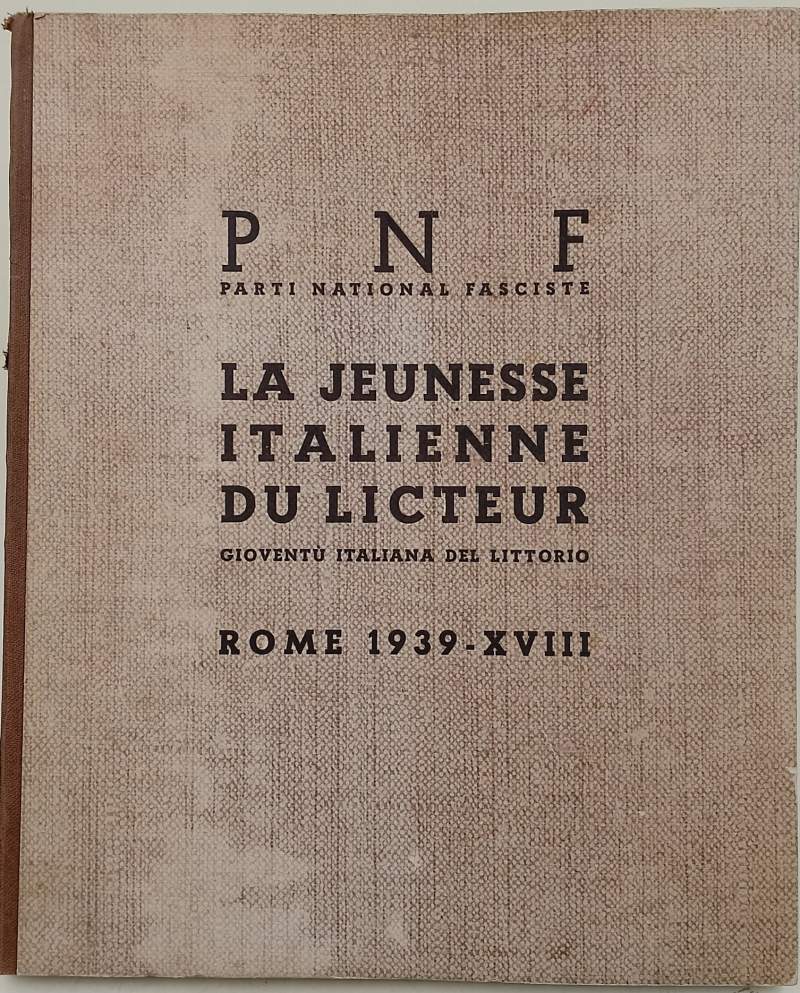 P N F
PARTI NATIONAL FASCISTE
LA JEUNESSE
ITALIENNE
DU LICTEUR
GIOVENTÙ ITALIANA DEL LITTORIO
ROME 1939-XVIII